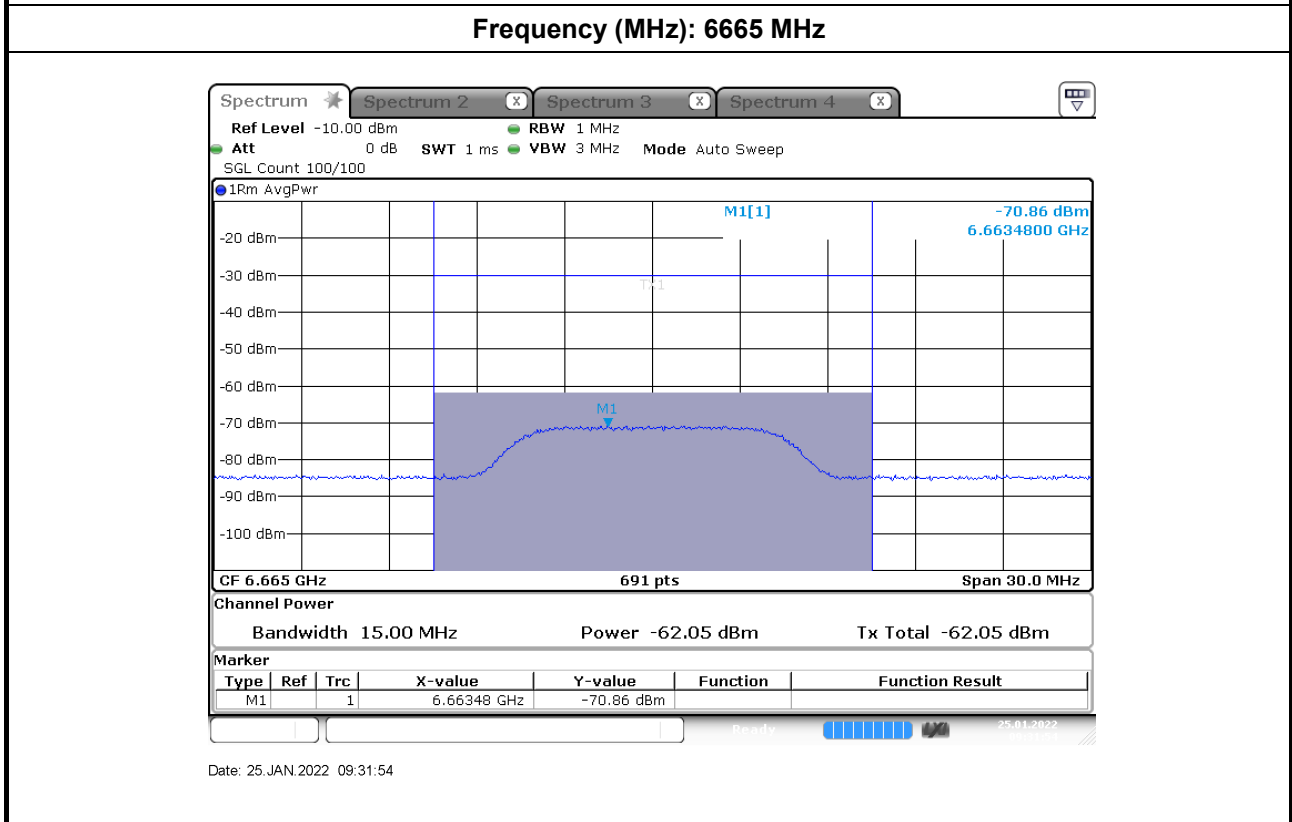 Frequency (MHz): 6665 MHz
Spectrum Spectrum 2 X Spectrum 3 X Spectrum 4 X
Ref Level -10.00 dBm RBW 1 MHz
Att 0 dB SWT 1 ms VBW 3 MHz Mode Auto Sweep
SGL Count 100/100
1Rm AvgPwr
M1[1] -70.86 dBm
6.6634800 GHz
-20 dBm
-30 dBm
TX1
-40 dBm
-50 dBm
-60 dBm
M1
-70 dBm
-80 dBm
-90 dBm
-100 dBm
CF 6.665 GHz 691 pts Span 30.0 MHz
Channel Power
Bandwidth 15.00 MHz Power -62.05 dBm Tx Total -62.05 dBm
Marker
Type Ref Trc X-value Y-value Function Function Result
M1 1 6.66348 GHz -70.86 dBm
Ready 25.01.2022
Date: 25.JAN.2022 09:31:54